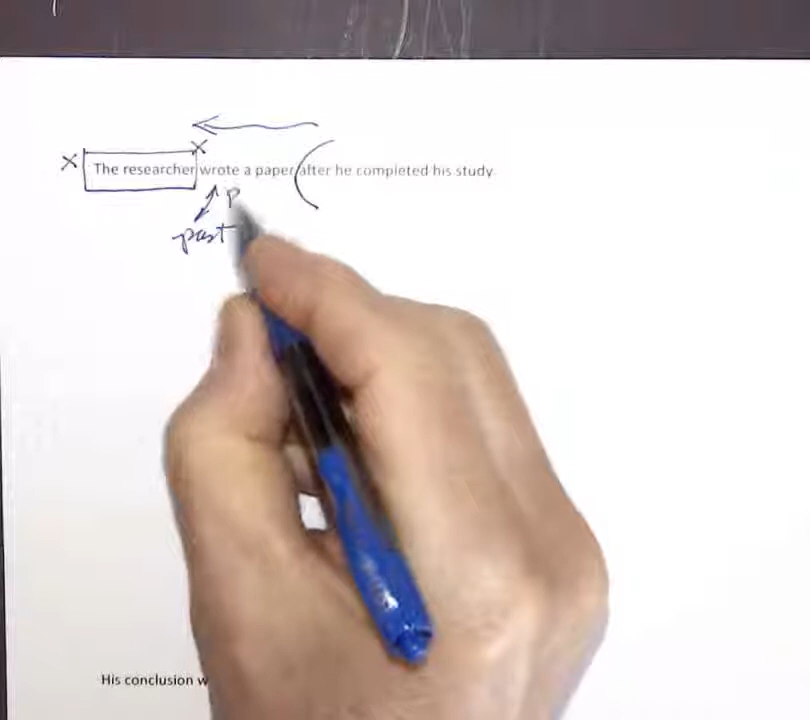 The researcher wrote a paper after he completed his study
past
P
His conclusion w